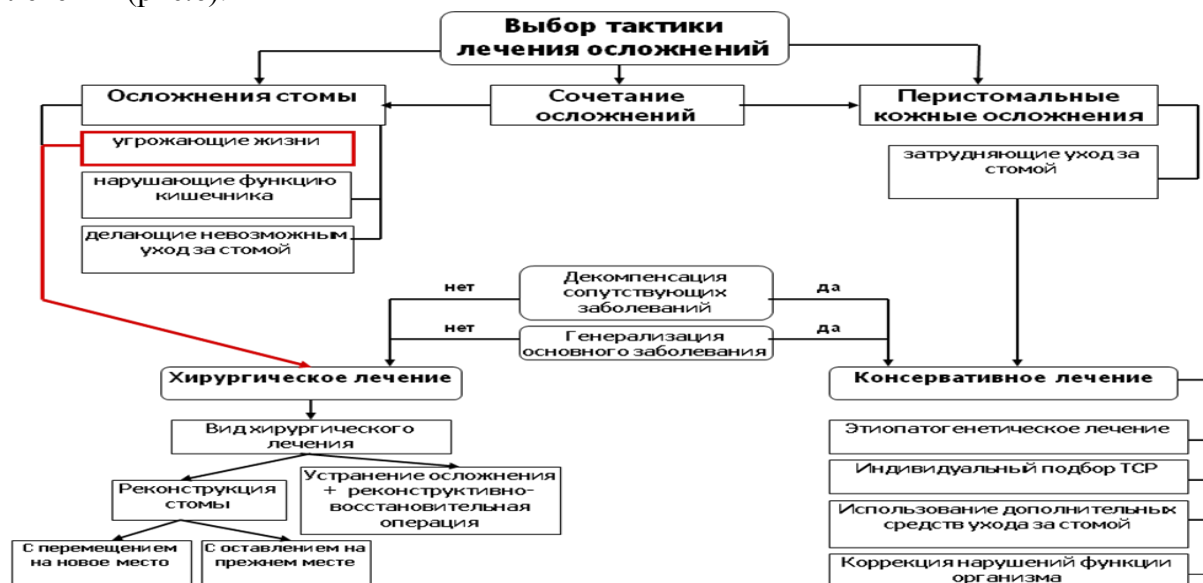 Выбор тактики
лечения осложнений
Осложнения стомы
Сочетание
осложнений
Перистомальные
кожные осложнения
угрожающие жизни
затрудняющие уход за
стомой
нарушающие функцию
кишечника
делающие невозможным
уход за стомой
Декомпенсация
сопутствующих
заболеваний
нет
да
Генерализация
основного заболевания
нет
да
Хирургическое лечение
Консервативное лечение
Вид хирургического
лечения
Этиопатогенетическое лечение
Реконструкция
стомы
Устранение осложнения
+ реконструктивно-
восстановительная
операция
Индивидуальный подбор ТСР
Использование дополнительных
средств ухода за стомой
С перемещением
на новое место
С оставлением на
прежнем месте
Коррекция нарушений функции
организма